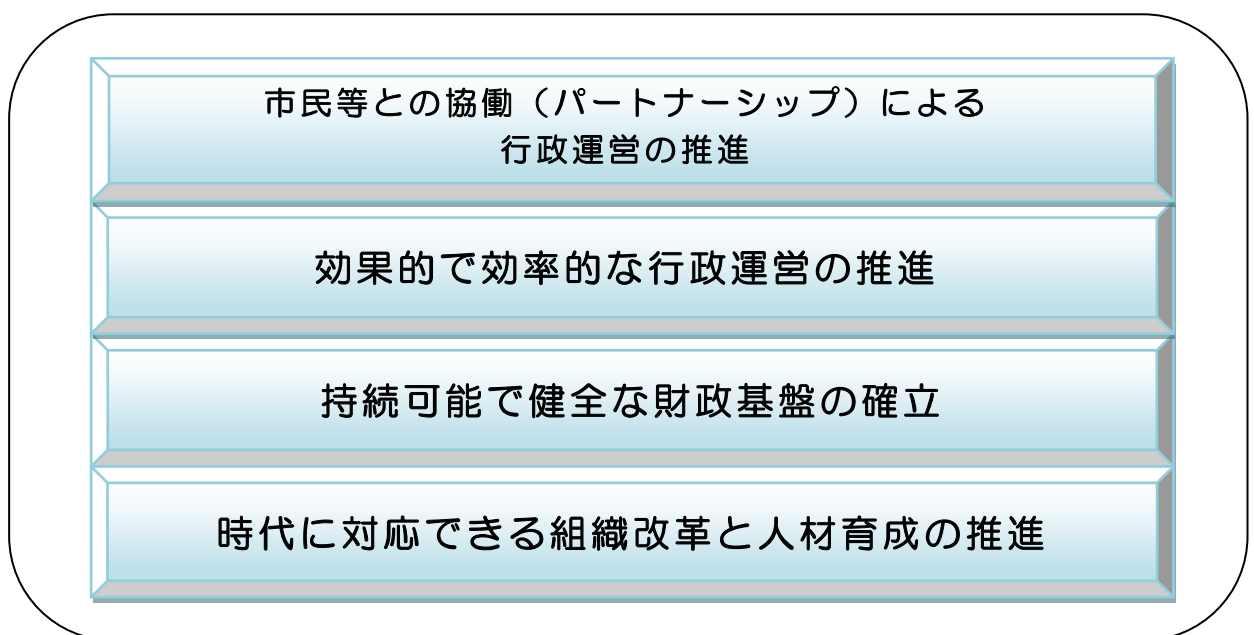 市民等との協働（パートナーシップ）による
行政運営の推進
効果的で効率的な行政運営の推進
持続可能で健全な財政基盤の確立
時代に対応できる組織改革と人材育成の推進